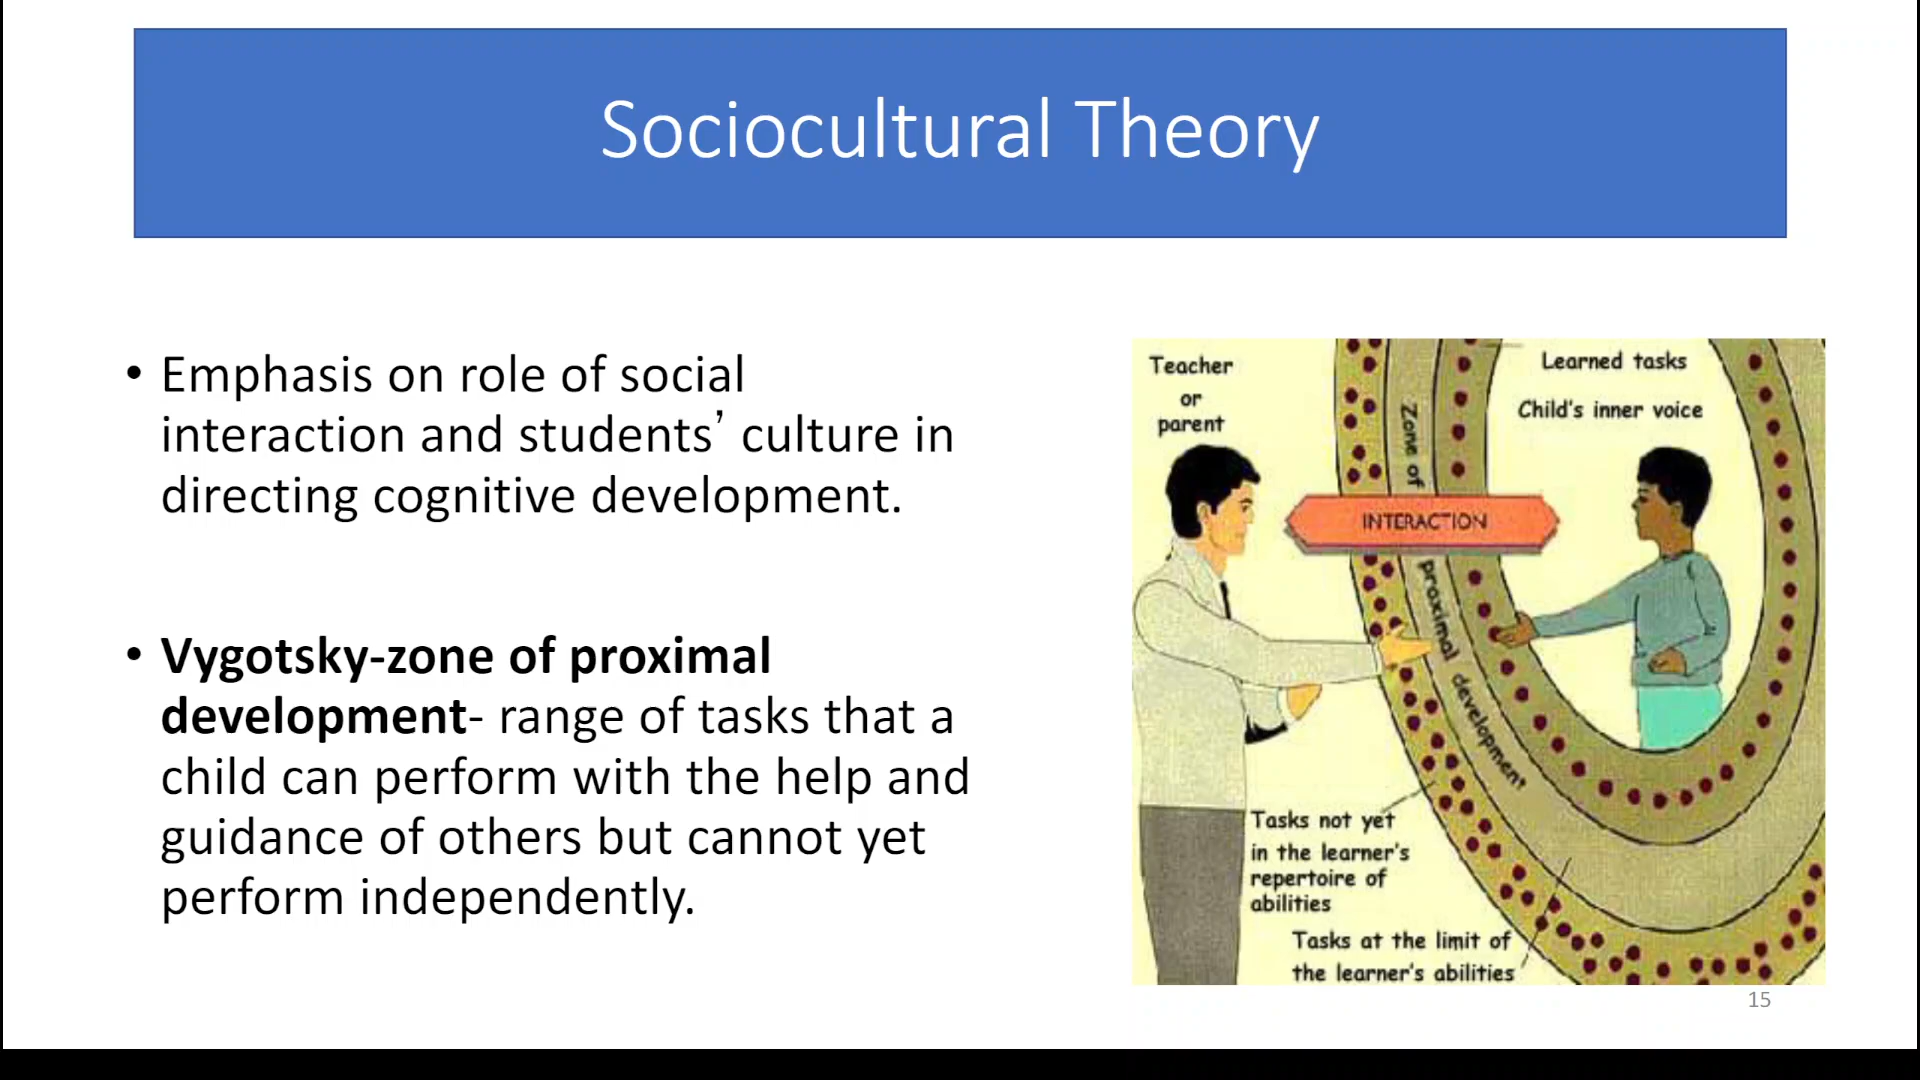 Sociocultural Theory
• Emphasis on role of social
interaction and students’ culture in
directing cognitive development.
• Vygotsky-zone of proximal
development- range of tasks that a
child can perform with the help and
guidance of others but cannot yet
perform independently.
Teacher
or
parent
Learned tasks
Child's inner voice
Zone of
INTERACTION
proximal development
Tasks not yet
in the learner's
repertoire of
abilities
Tasks at the limit of
the learner's abilities
15